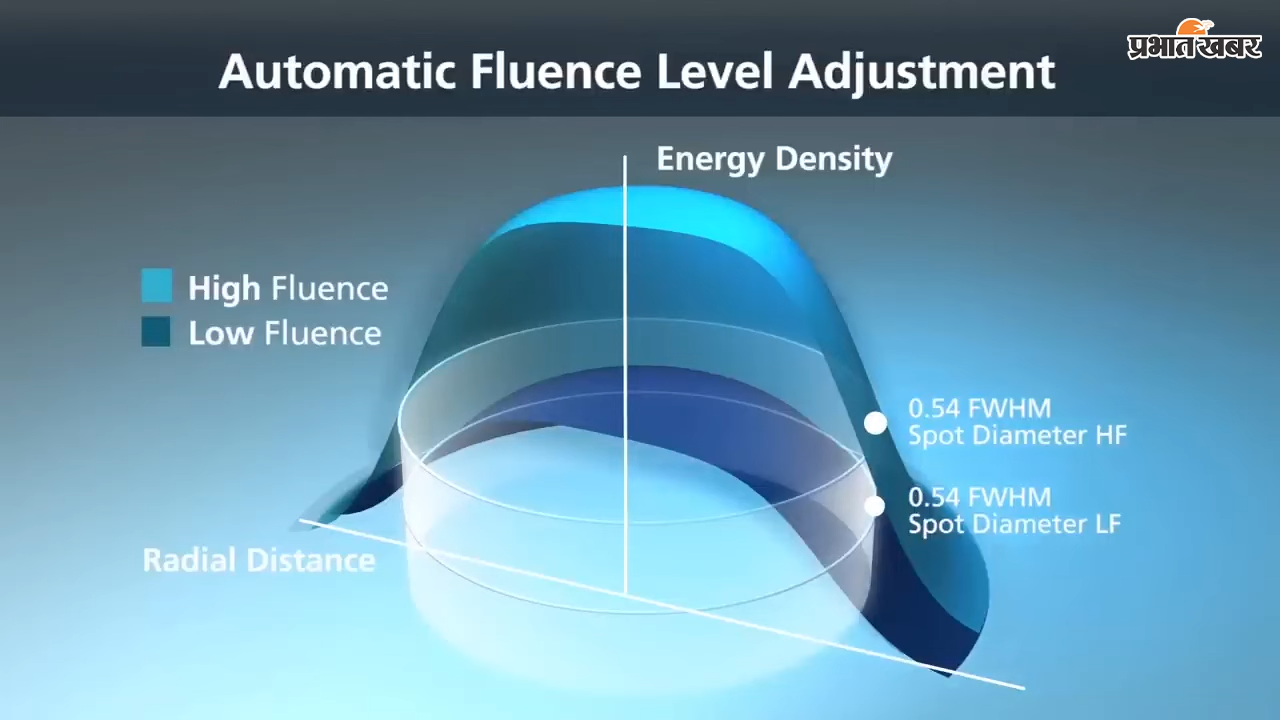 प्रभात खबर
Automatic Fluence Level Adjustment
Energy Density
High Fluence
Low Fluence
0.54 FWHM
Spot Diameter HF
0.54 FWHM
Spot Diameter LF
Radial Distance